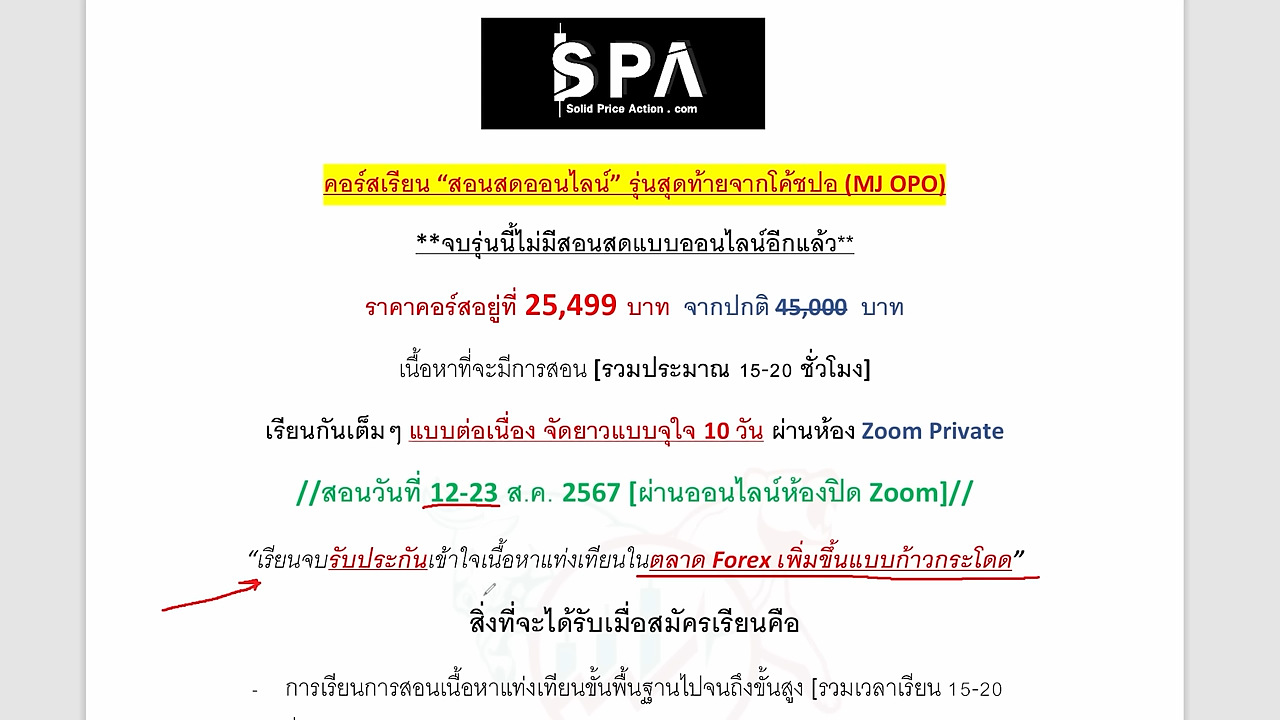 SPA
Solid Price Action . com
คอร์สเรียน “สอนสดออนไลน์” รุ่นสุดท้ายจากโค้ชปอ (MJ OPO)
**จบรุ่นนี้ไม่มีสอนสดแบบออนไลน์อีกแล้ว**
ราคาคอร์สอยู่ที่ 25,499 บาท จากปกติ 45,000 บาท
เนื้อหาที่จะมีการสอน [รวมประมาณ 15-20 ชั่วโมง]
เรียนกันเต็มๆ แบบต่อเนื่อง จัดยาวแบบจุใจ 10 วัน ผ่านห้อง Zoom Private
//สอนวันที่ 12-23 ส.ค. 2567 [ผ่านออนไลน์ห้องปิด Zoom]//
“เรียนจบรับประกันเข้าใจเนื้อหาแท่งเทียนในตลาด Forex เพิ่มขึ้นแบบก้าวกระโดด”
สิ่งที่จะได้รับเมื่อสมัครเรียนคือ
- การเรียนการสอนเนื้อหาแท่งเทียนขั้นพื้นฐานไปจนถึงขั้นสูง [รวมเวลาเรียน 15-20